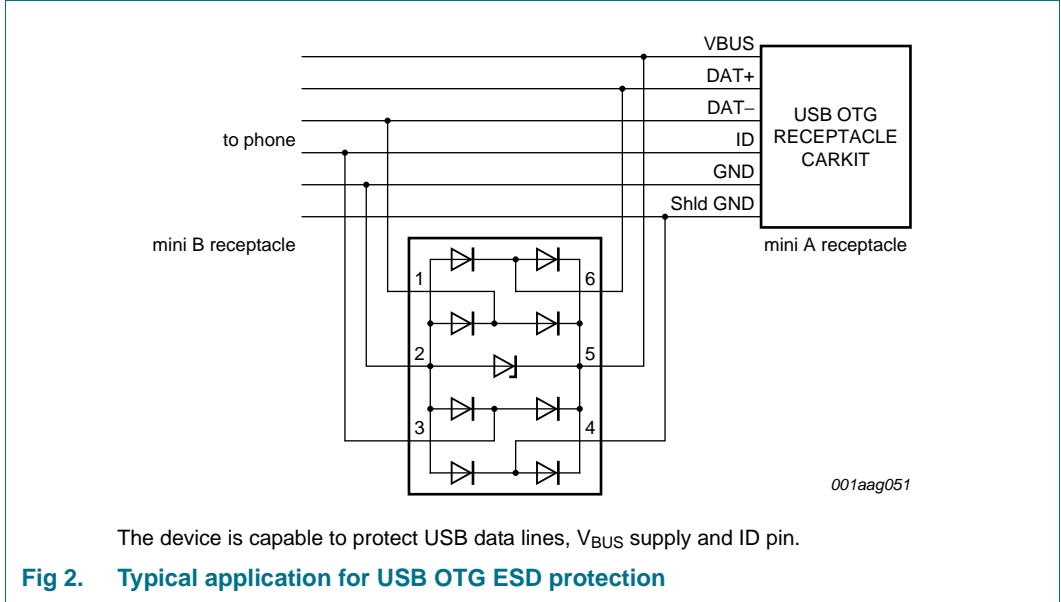 VBUS
DAT+
DAT−
to phone
ID
GND
Shld GND
USB OTG
RECEPTACLE
CARKIT
mini B receptacle
mini A receptacle
1
6
2
5
3
4
001aag051
The device is capable to protect USB data lines, VBUS supply and ID pin.
Fig 2. Typical application for USB OTG ESD protection